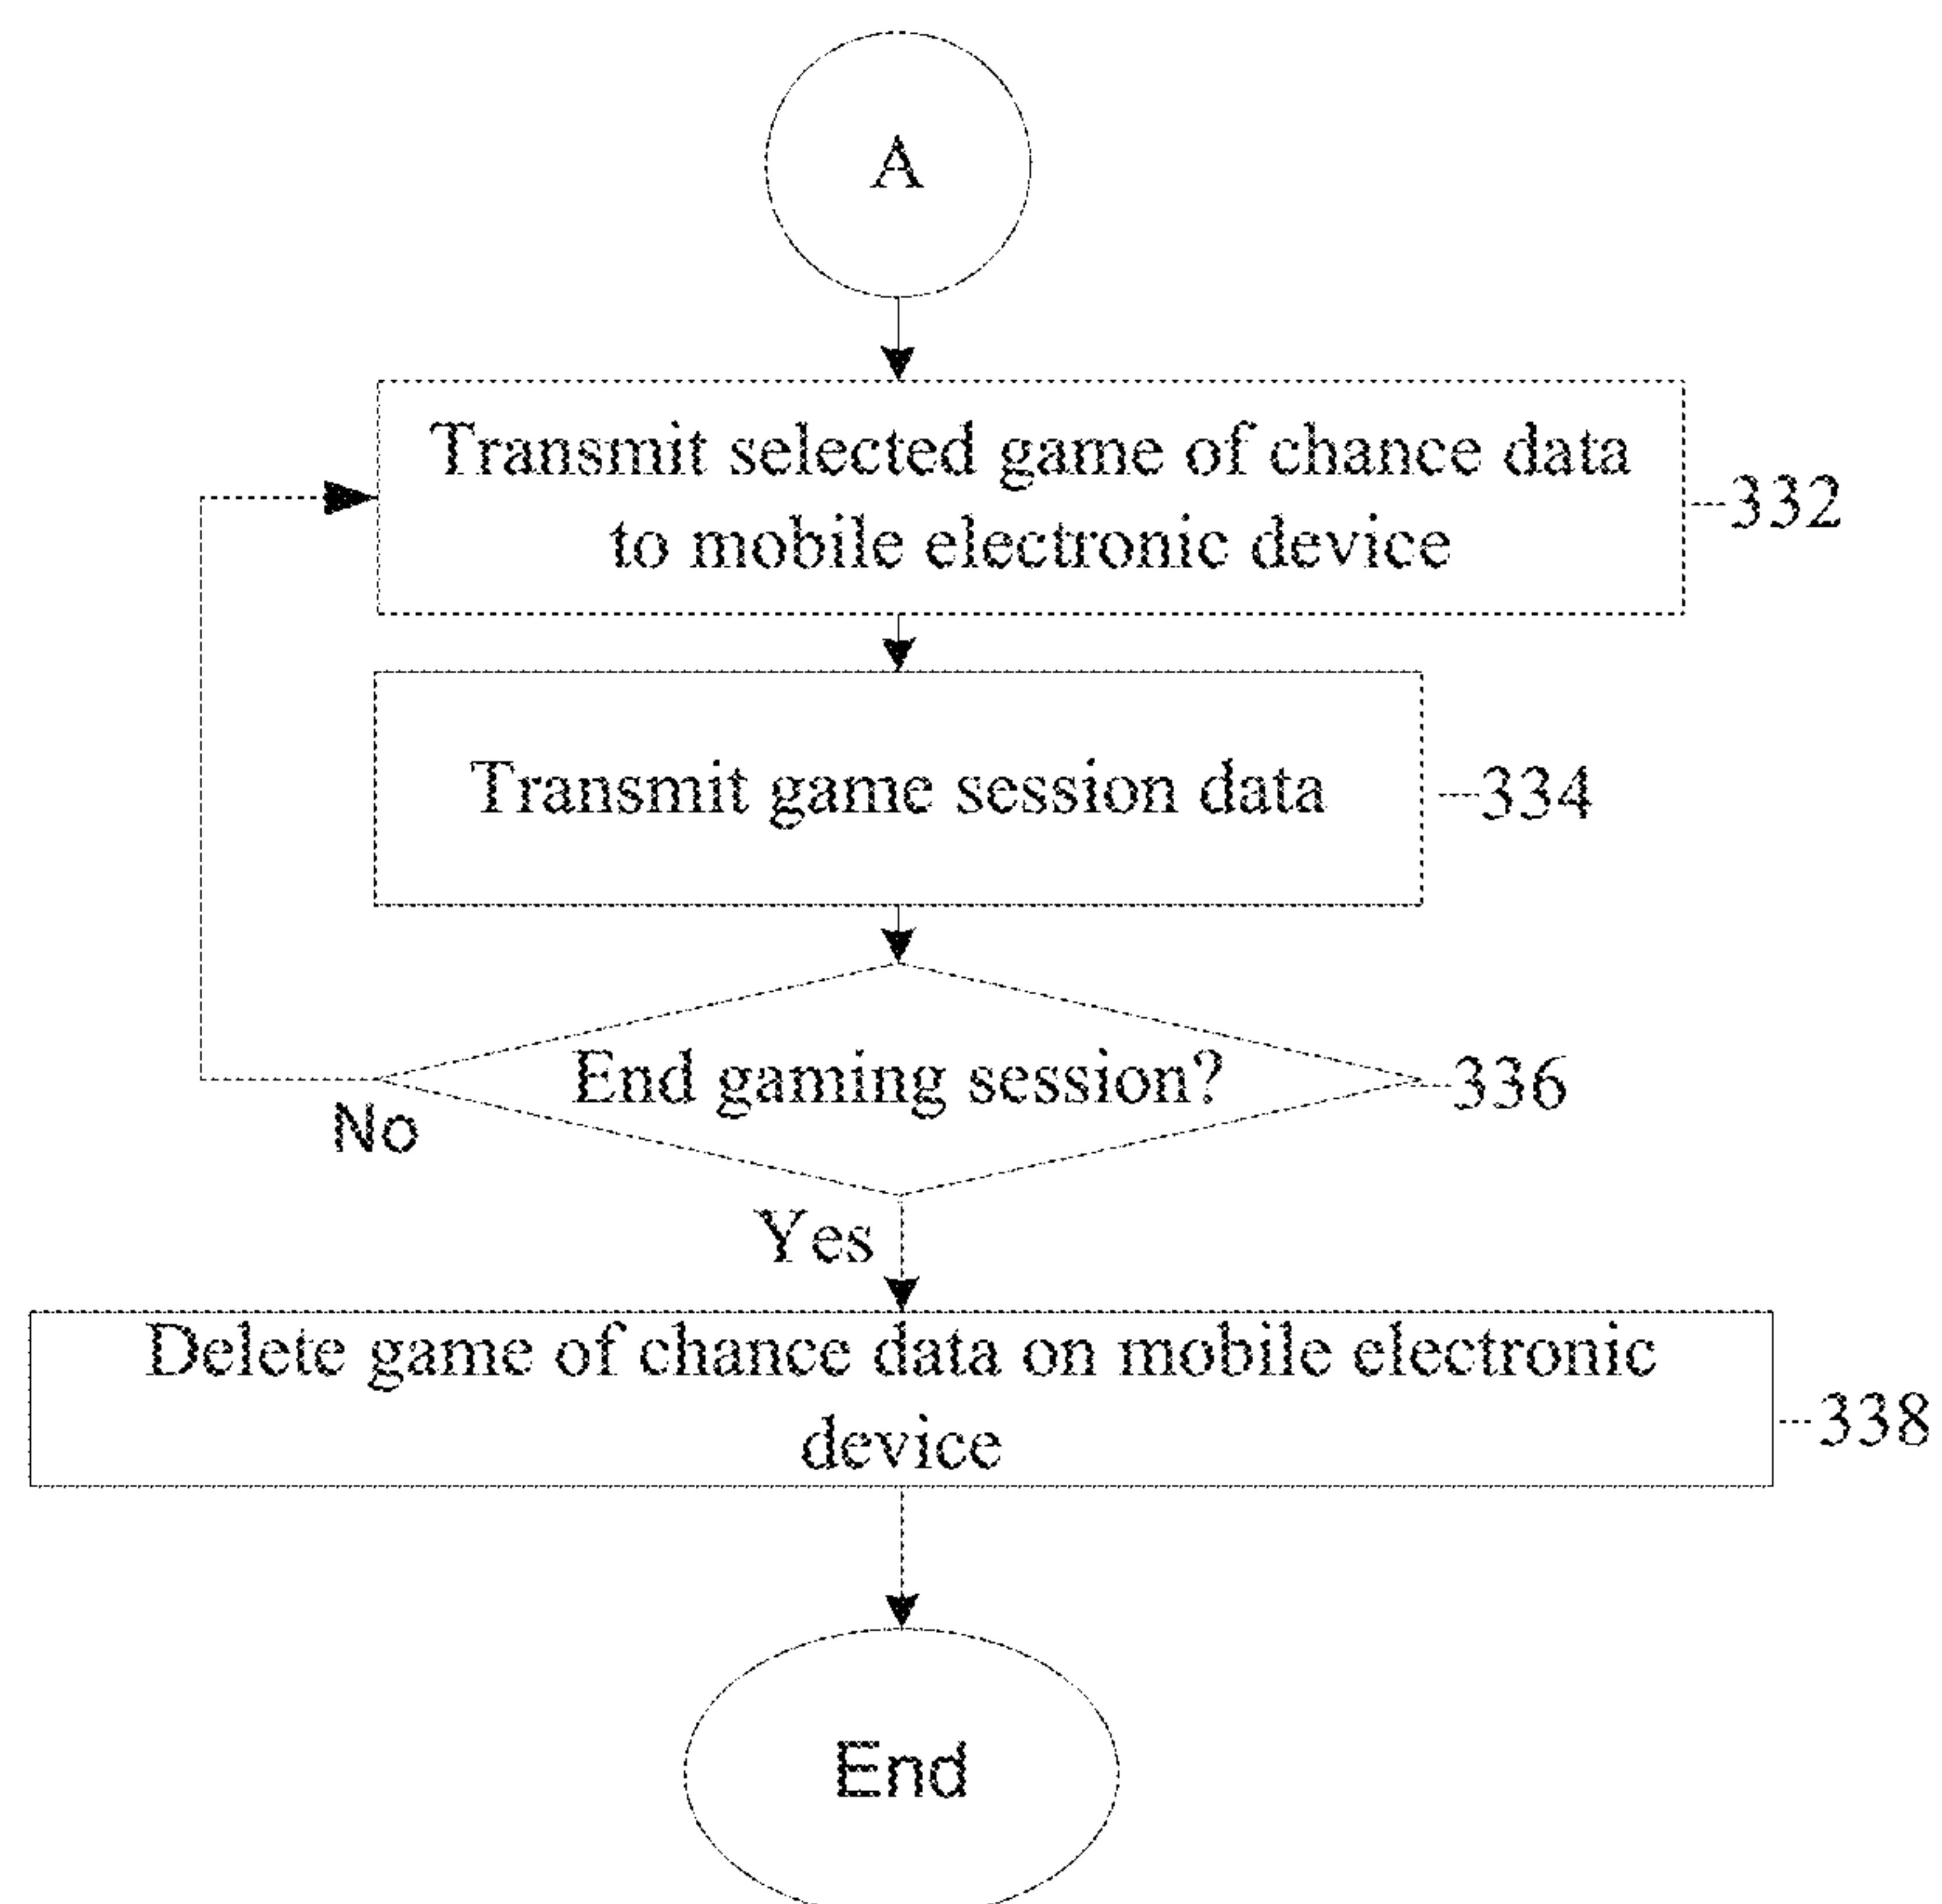 A
Transmit selected game of chance data
to mobile electronic device
332
Transmit game session data
334
End gaming session?
336
No
Yes
Delete game of chance data on mobile electronic
device
338
End